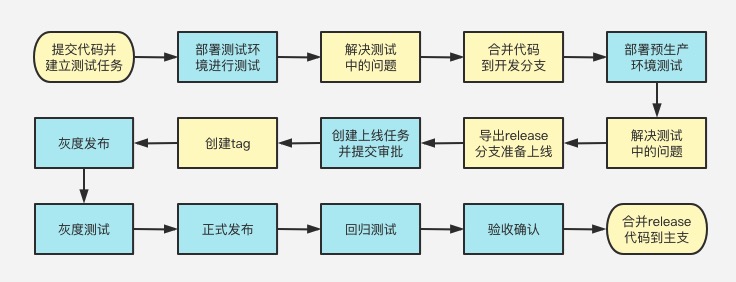 提交代码并
建立测试任务
部署测试环
境进行测试
解决测试
中的问题
合并代码
到开发分支
部署预生产
环境测试
灰度发布
创建tag
创建上线任务
并提交审批
导出release
分支准备上线
解决测试
中的问题
灰度测试
正式发布
回归测试
验收确认
合并release
代码到主支